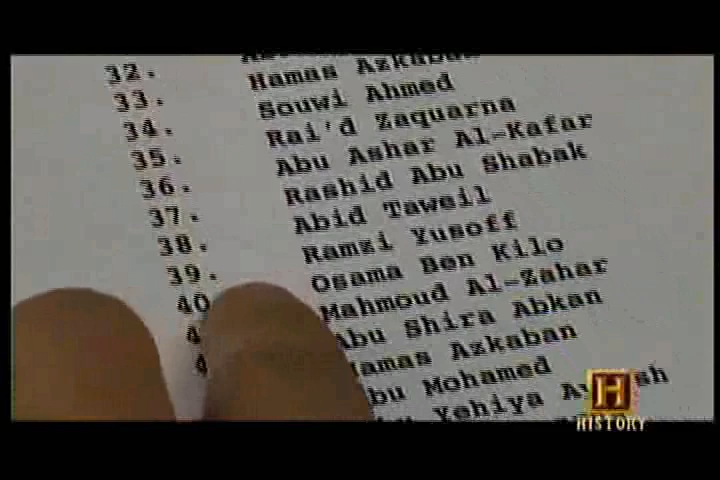 32. Hamas Azkaban
33. Souwi Ahmed
34. Rai'd Zaquarna
35. Abu Ashar Al-Kafar
36. Rashid Abu Shabak
37. Abid Taweil
38. Ramzi Yusoff
39. Osama Ben Kilo
40 Mahmoud Al-Zahar
4 Abu Shira Abkan
4 Hamas Azkaban
Abu Mohamed
Yehiya
H
HISTORY